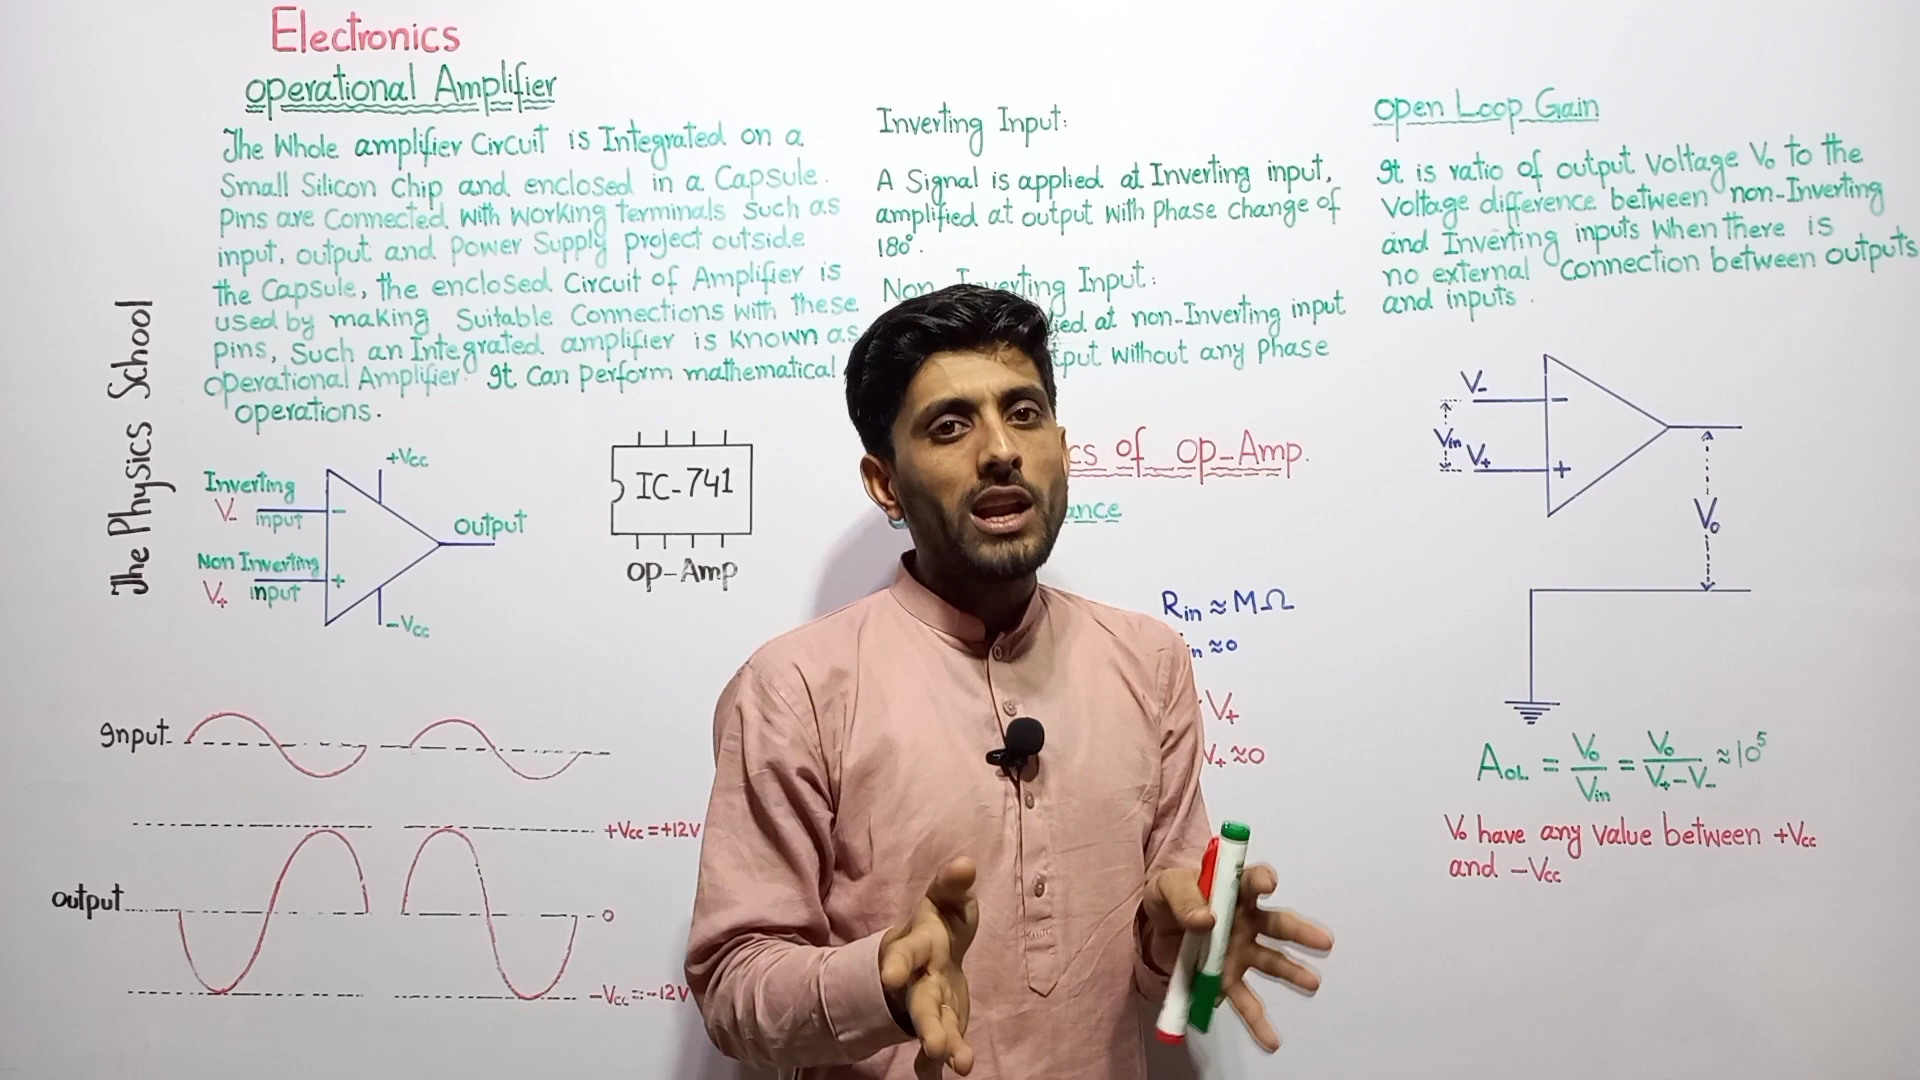 Electronics
operational Amplifier
The Whole amplifier Circuit is Integrated on a
Small Silicon Chip and enclosed in a Capsule.
Pins are Connected with working terminals Such as
input, output and Power Supply project outside
the Capsule, the enclosed Circuit of Amplifier is
used by making Suitable Connections with these
pins, Such an Integrated amplifier is Known as
Operational Amplifier. It Can Perform mathematical
operations.
The Physics School
Inverting
V-
input
Non Inverting
V+
input
-
+
+Vcc
-Vcc
output
IC-741
op-Amp
Input
output
+Vcc=+12V
0
-Vcc=-12V
Inverting Input:
A Signal is applied at Inverting input,
amplified at output with Phase Change of
180°.
Non Inverting Input:
at non-Inverting input
without any Phase
of Op-Amp.
Rin ≈ MΩ
≈0
V+
V+ ≈0
Open Loop Gain
It is ratio of output Voltage Vo to the
Voltage difference between non-Inverting
and Inverting inputs When there is
no external Connection between outputs
and inputs.
V-
Vin
V+
-
+
Vo
AOL = Vo/Vin = Vo/V+-V- ≈10⁵
Vo have any value between +Vcc
and -Vcc